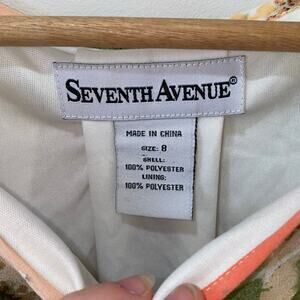 SEVENTH AVENUE®
MADE IN CHINA
SIZE: 8
SHELL:
100% POLYESTER
LINING:
100% POLYESTER